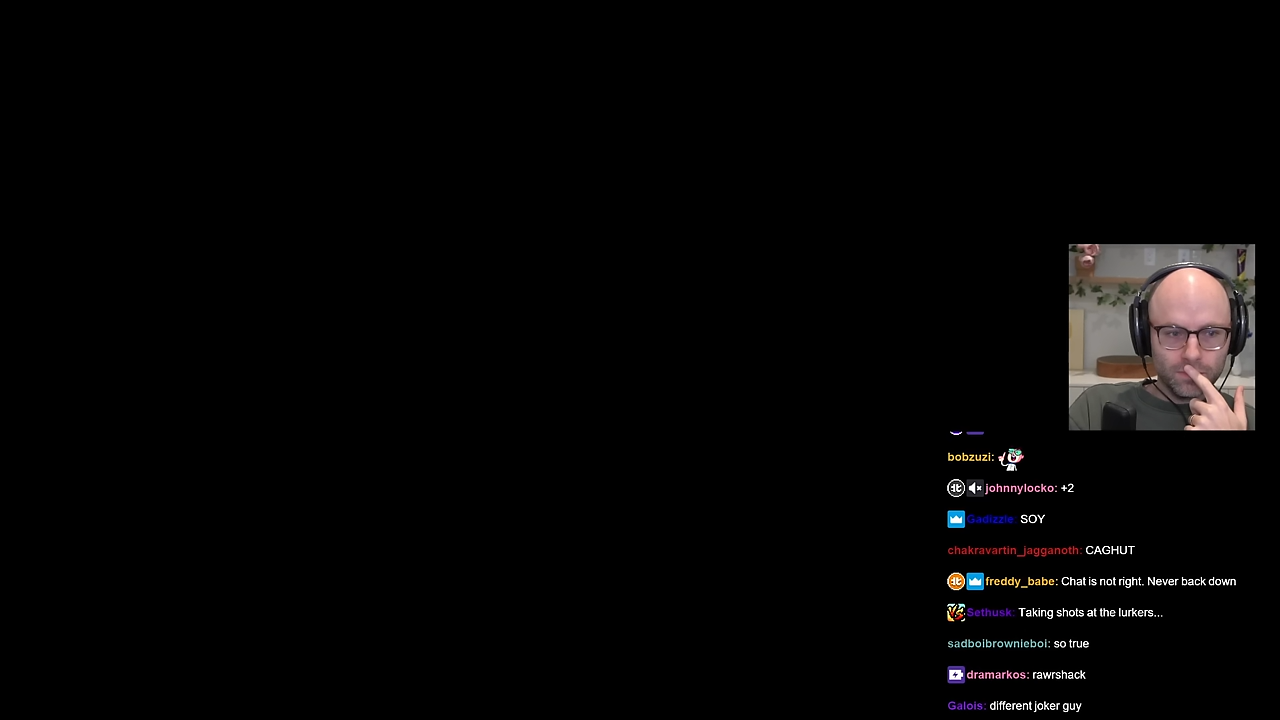 bobzuzi:
johnnylocko: +2
Gadizzle: SOY
chakravartin_jagganoth: CAGHUT
freddy_babe: Chat is not right. Never back down
Sethusk: Taking shots at the lurkers...
sadboibrownieboi: so true
dramarkos: rawrshack
Galois: different joker guy